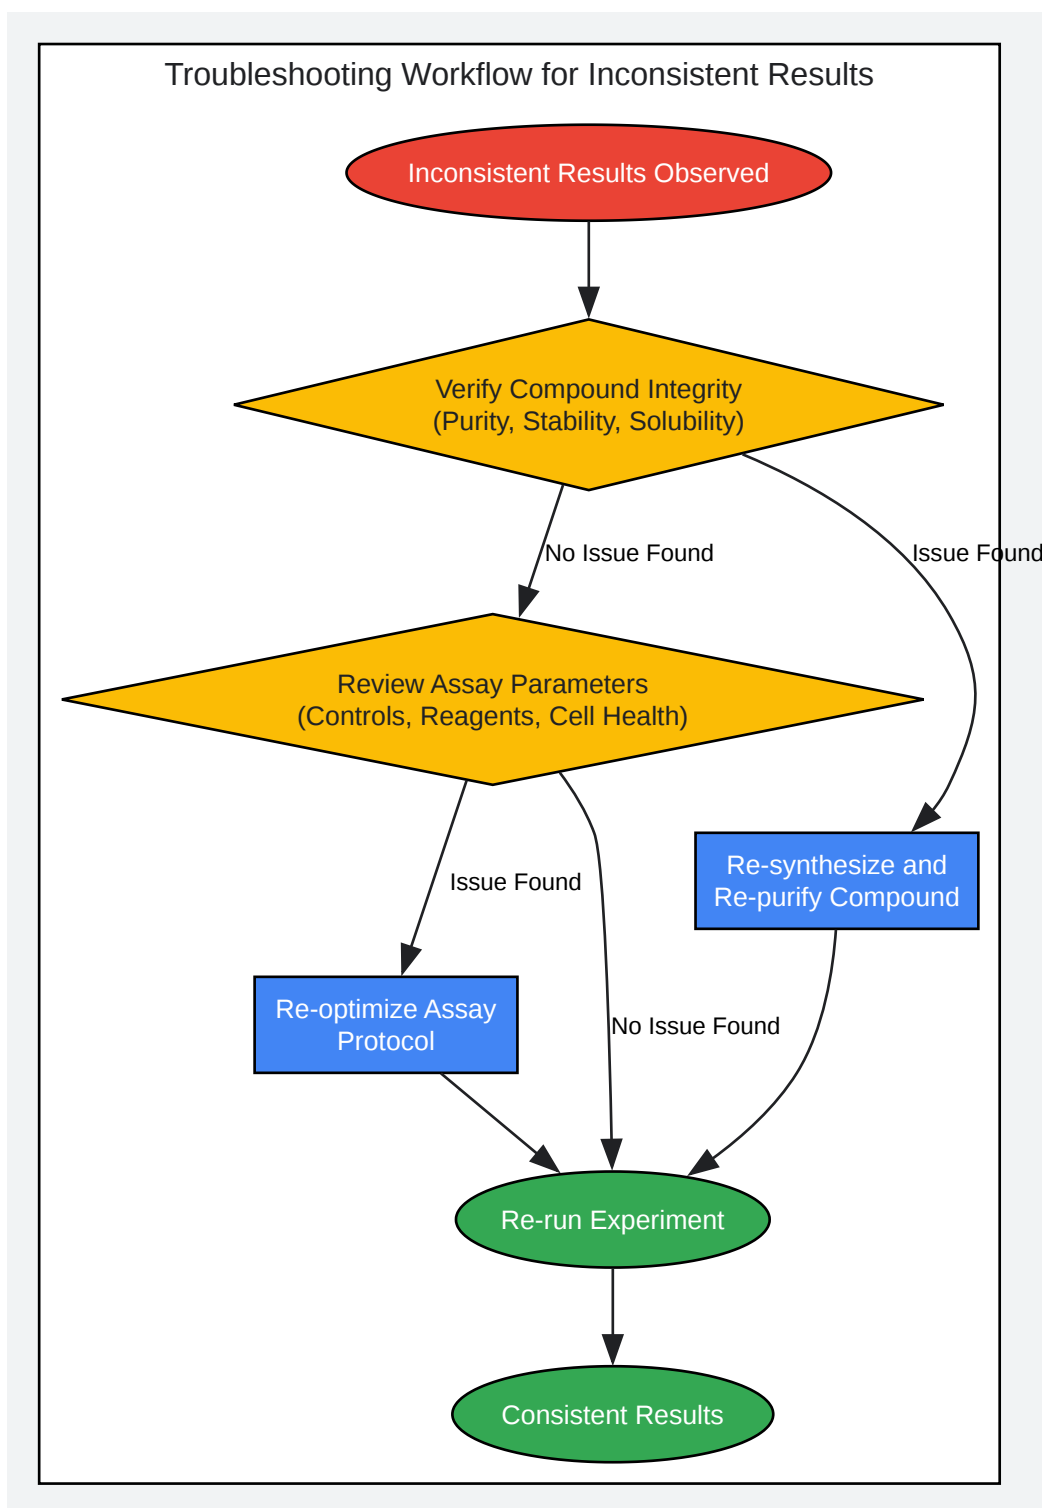 Troubleshooting Workflow for Inconsistent Results
Inconsistent Results Observed
Verify Compound Integrity
(Purity, Stability, Solubility)
No Issue Found
Issue Found
Review Assay Parameters
(Controls, Reagents, Cell Health)
Re-synthesize and
Re-purify Compound
Issue Found
Re-optimize Assay
Protocol
No Issue Found
Re-run Experiment
Consistent Results